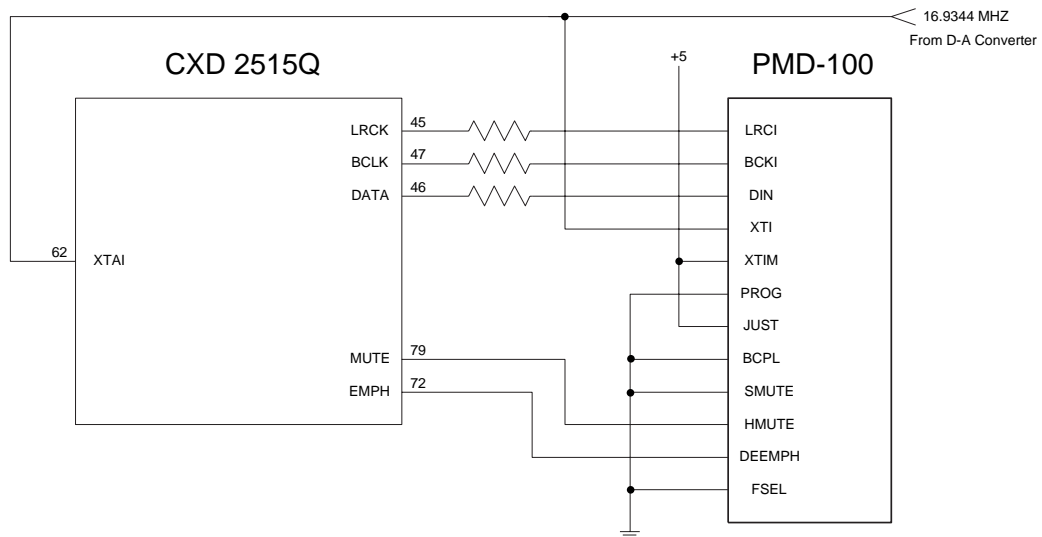 16.9344 MHZ
From D-A Converter
CXD 2515Q
+5
PMD-100
LRCK 45
BCLK 47
DATA 46
62 XTAI
MUTE 79
EMPH 72
LRCI
BCKI
DIN
XTI
XTIM
PROG
JUST
BCPL
SMUTE
HMUTE
DEEMPH
FSEL